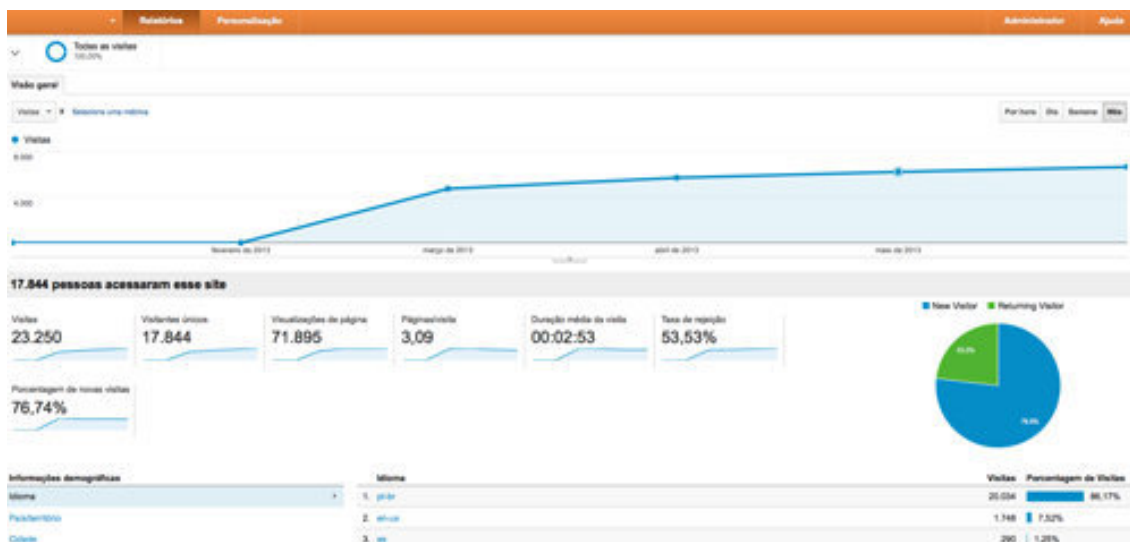 Relatórios Personalização Administrador Ajuda
Todas as visitas
100,00%
Visão geral
Visitas Selecione uma métrica Por hora Dia Semana Mês
Visitas
8.000
4.000
fevereiro de 2013 março de 2013 abril de 2013 maio de 2013
17.844 pessoas acessaram esse site
New Visitor Returning Visitor
Visitas Visitantes únicos Visualizações de página Páginas/visita Duração média da visita Taxa de rejeição
23.250 17.844 71.895 3,09 00:02:53 53,53%
Porcentagem de novas visitas
76,74%
Informações demográficas Idioma Visitas Porcentagem de Visitas
Idioma 1. pt-br 20.034 86,17%
País/território 2. en-us 1.748 7,52%
Cidade 3. es 290 1,25%